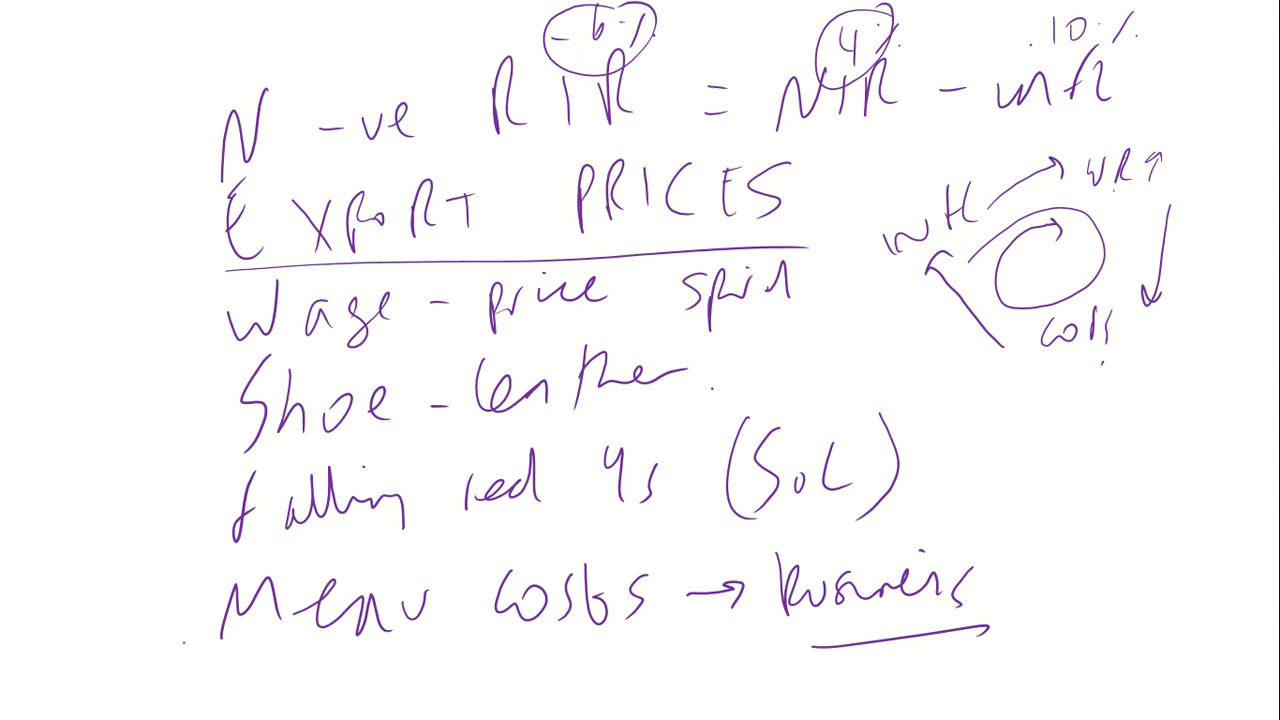 -6% 4% 10%
N -ve RIR = NIR - infl
EXPORT PRICES
Wage - price spiral
infl WR↑
costs
Shoe - leather
falling real Ys (SoL)
Menu costs → Business